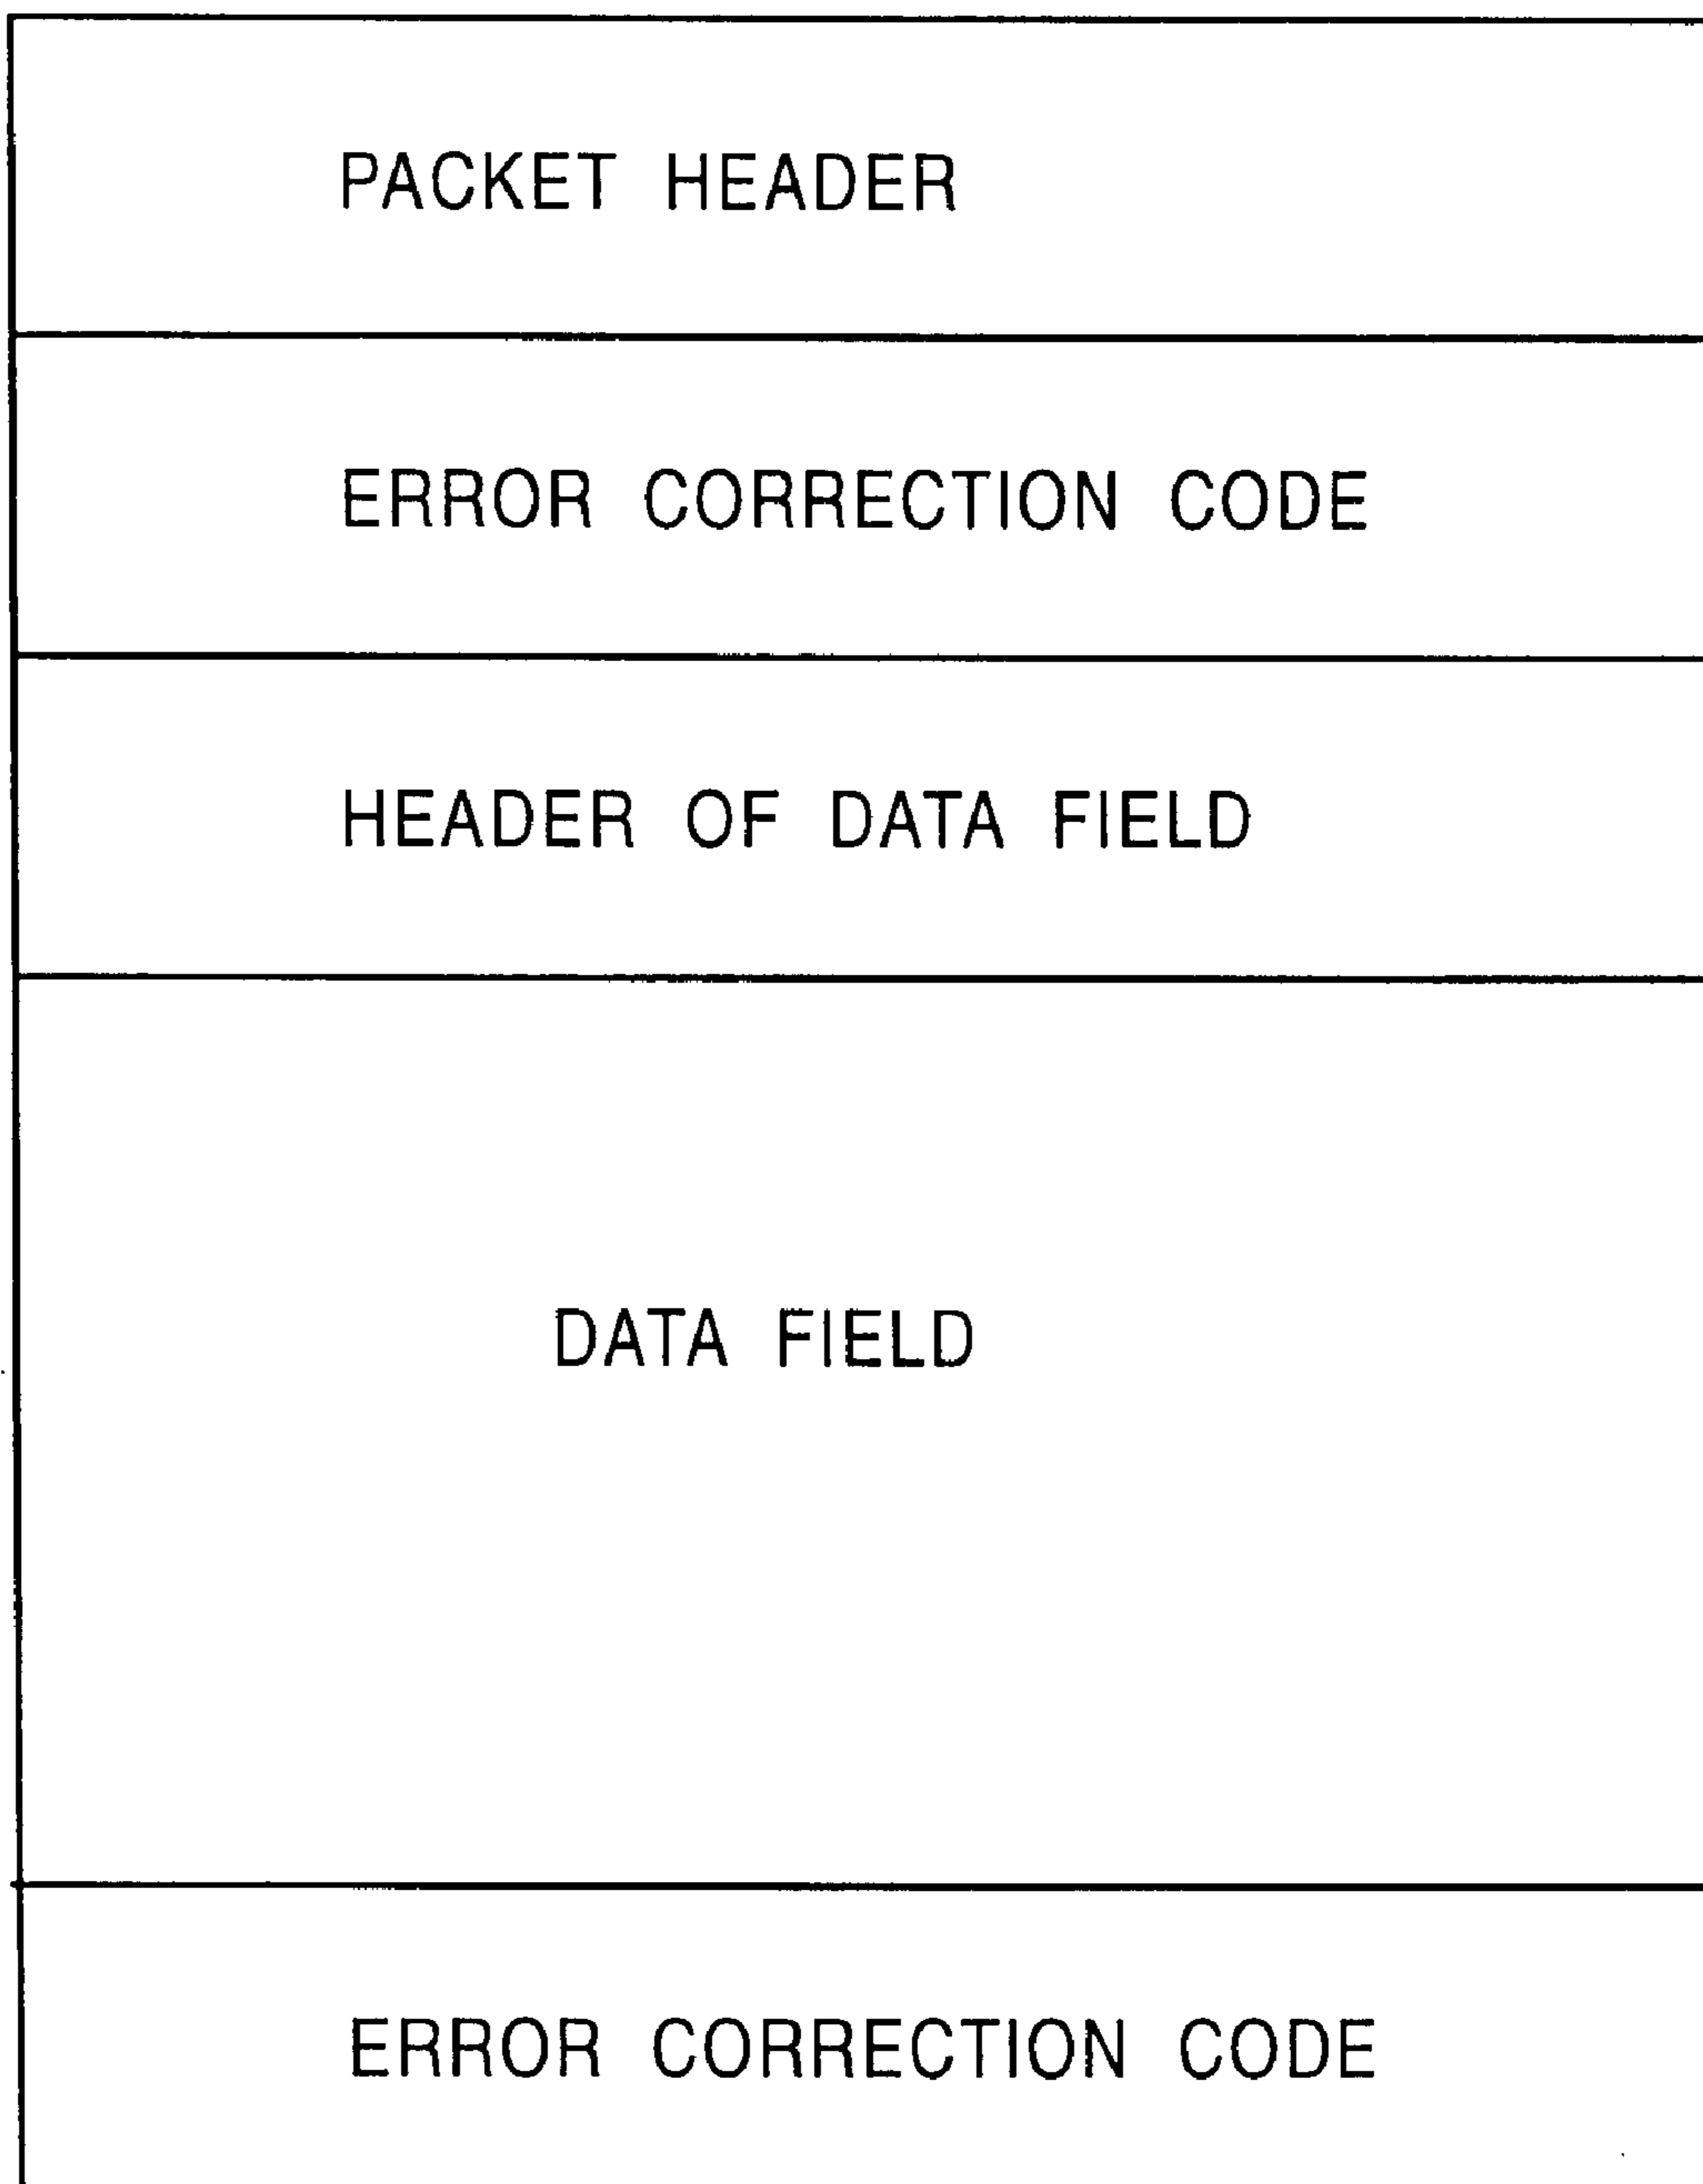 PACKET HEADER
ERROR CORRECTION CODE
HEADER OF DATA FIELD
DATA FIELD
ERROR CORRECTION CODE